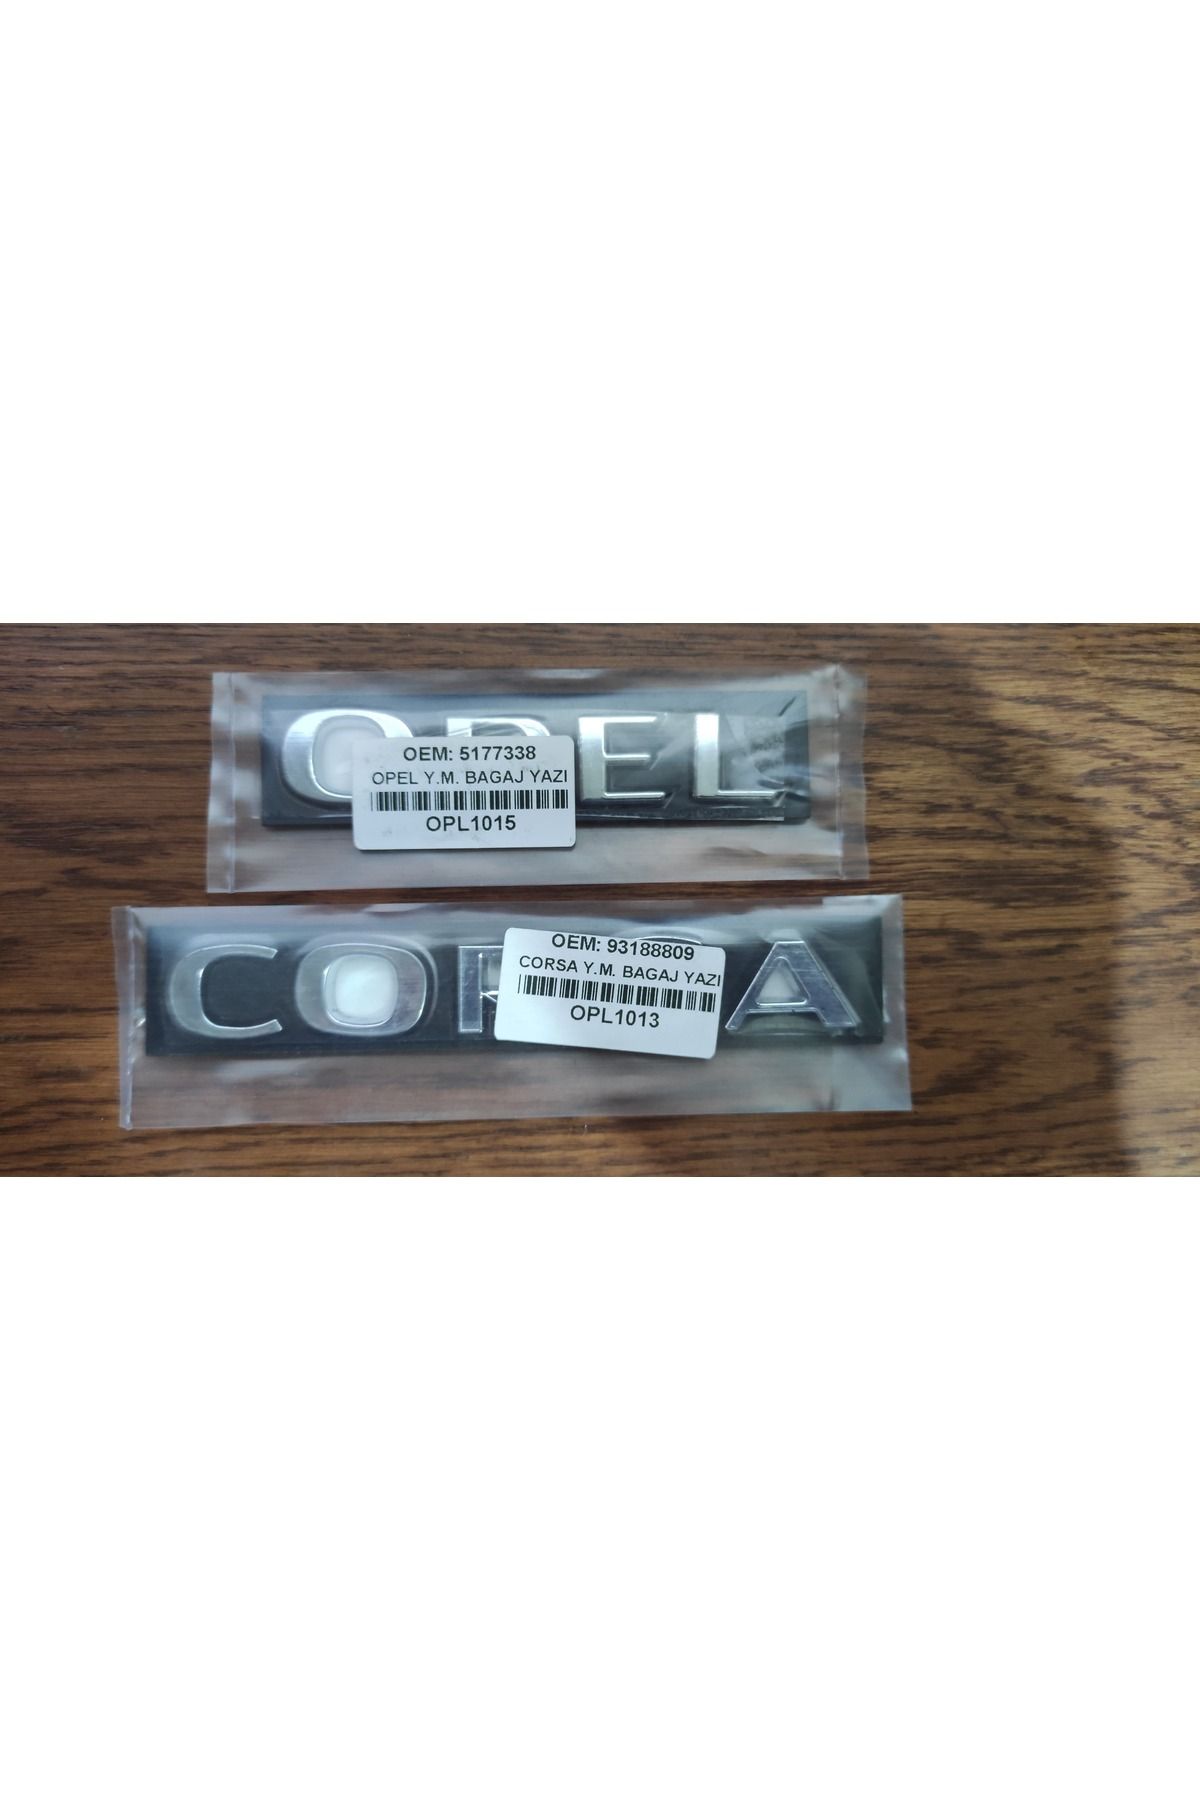 OPEL
OEM: 5177338
OPEL Y.M. BAGAJ YAZI
OPL1015
CORSA
OEM: 93188809
CORSA Y.M. BAGAJ YAZI
OPL1013